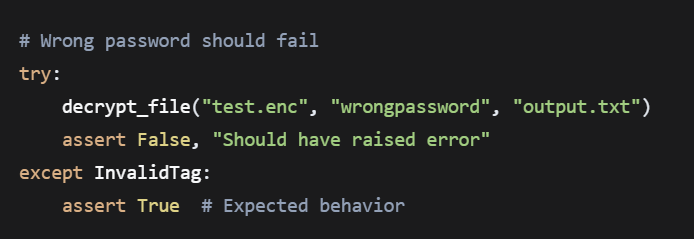 # Wrong password should fail
try:
    decrypt_file("test.enc", "wrongpassword", "output.txt")
    assert False, "Should have raised error"
except InvalidTag:
    assert True  # Expected behavior